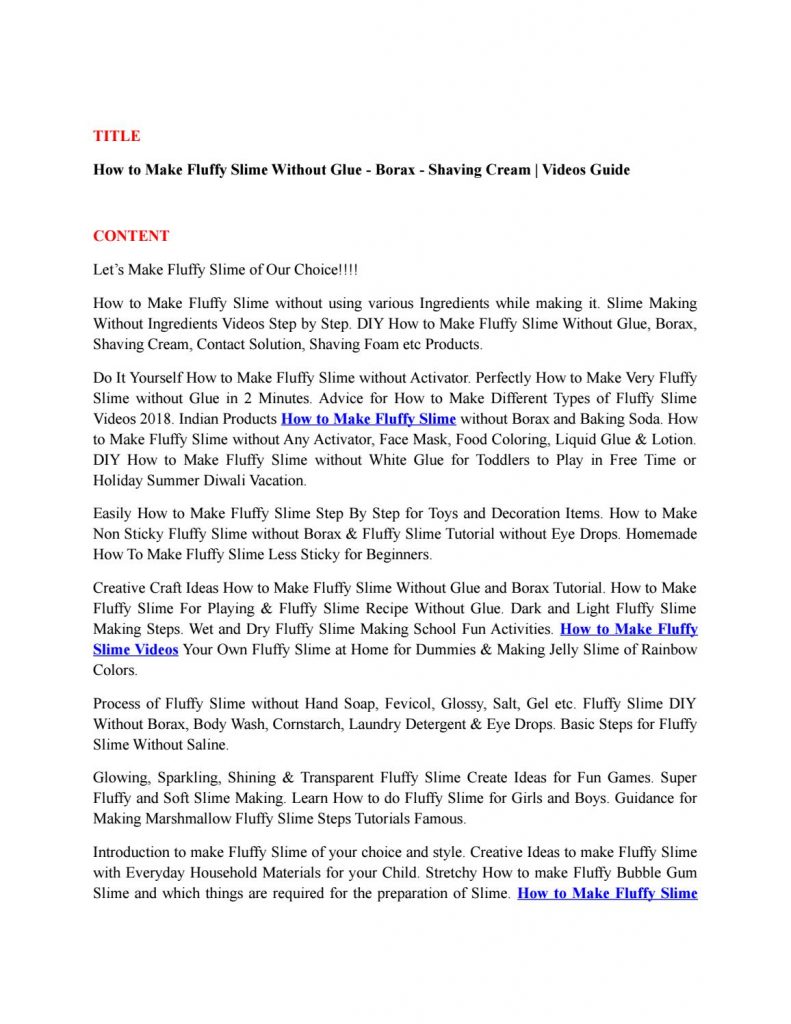 TITLE
How to Make Fluffy Slime Without Glue - Borax - Shaving Cream | Videos Guide
CONTENT
Let’s Make Fluffy Slime of Our Choice!!!!
How to Make Fluffy Slime without using various Ingredients while making it. Slime Making
Without Ingredients Videos Step by Step. DIY How to Make Fluffy Slime Without Glue, Borax,
Shaving Cream, Contact Solution, Shaving Foam etc Products.
Do It Yourself How to Make Fluffy Slime without Activator. Perfectly How to Make Very Fluffy
Slime without Glue in 2 Minutes. Advice for How to Make Different Types of Fluffy Slime
Videos 2018. Indian Products How to Make Fluffy Slime without Borax and Baking Soda. How
to Make Fluffy Slime without Any Activator, Face Mask, Food Coloring, Liquid Glue & Lotion.
DIY How to Make Fluffy Slime without White Glue for Toddlers to Play in Free Time or
Holiday Summer Diwali Vacation.
Easily How to Make Fluffy Slime Step By Step for Toys and Decoration Items. How to Make
Non Sticky Fluffy Slime without Borax & Fluffy Slime Tutorial without Eye Drops. Homemade
How To Make Fluffy Slime Less Sticky for Beginners.
Creative Craft Ideas How to Make Fluffy Slime Without Glue and Borax Tutorial. How to Make
Fluffy Slime For Playing & Fluffy Slime Recipe Without Glue. Dark and Light Fluffy Slime
Making Steps. Wet and Dry Fluffy Slime Making School Fun Activities. How to Make Fluffy
Slime Videos Your Own Fluffy Slime at Home for Dummies & Making Jelly Slime of Rainbow
Colors.
Process of Fluffy Slime without Hand Soap, Fevicol, Glossy, Salt, Gel etc. Fluffy Slime DIY
Without Borax, Body Wash, Cornstarch, Laundry Detergent & Eye Drops. Basic Steps for Fluffy
Slime Without Saline.
Glowing, Sparkling, Shining & Transparent Fluffy Slime Create Ideas for Fun Games. Super
Fluffy and Soft Slime Making. Learn How to do Fluffy Slime for Girls and Boys. Guidance for
Making Marshmallow Fluffy Slime Steps Tutorials Famous.
Introduction to make Fluffy Slime of your choice and style. Creative Ideas to make Fluffy Slime
with Everyday Household Materials for your Child. Stretchy How to make Fluffy Bubble Gum
Slime and which things are required for the preparation of Slime. How to Make Fluffy Slime